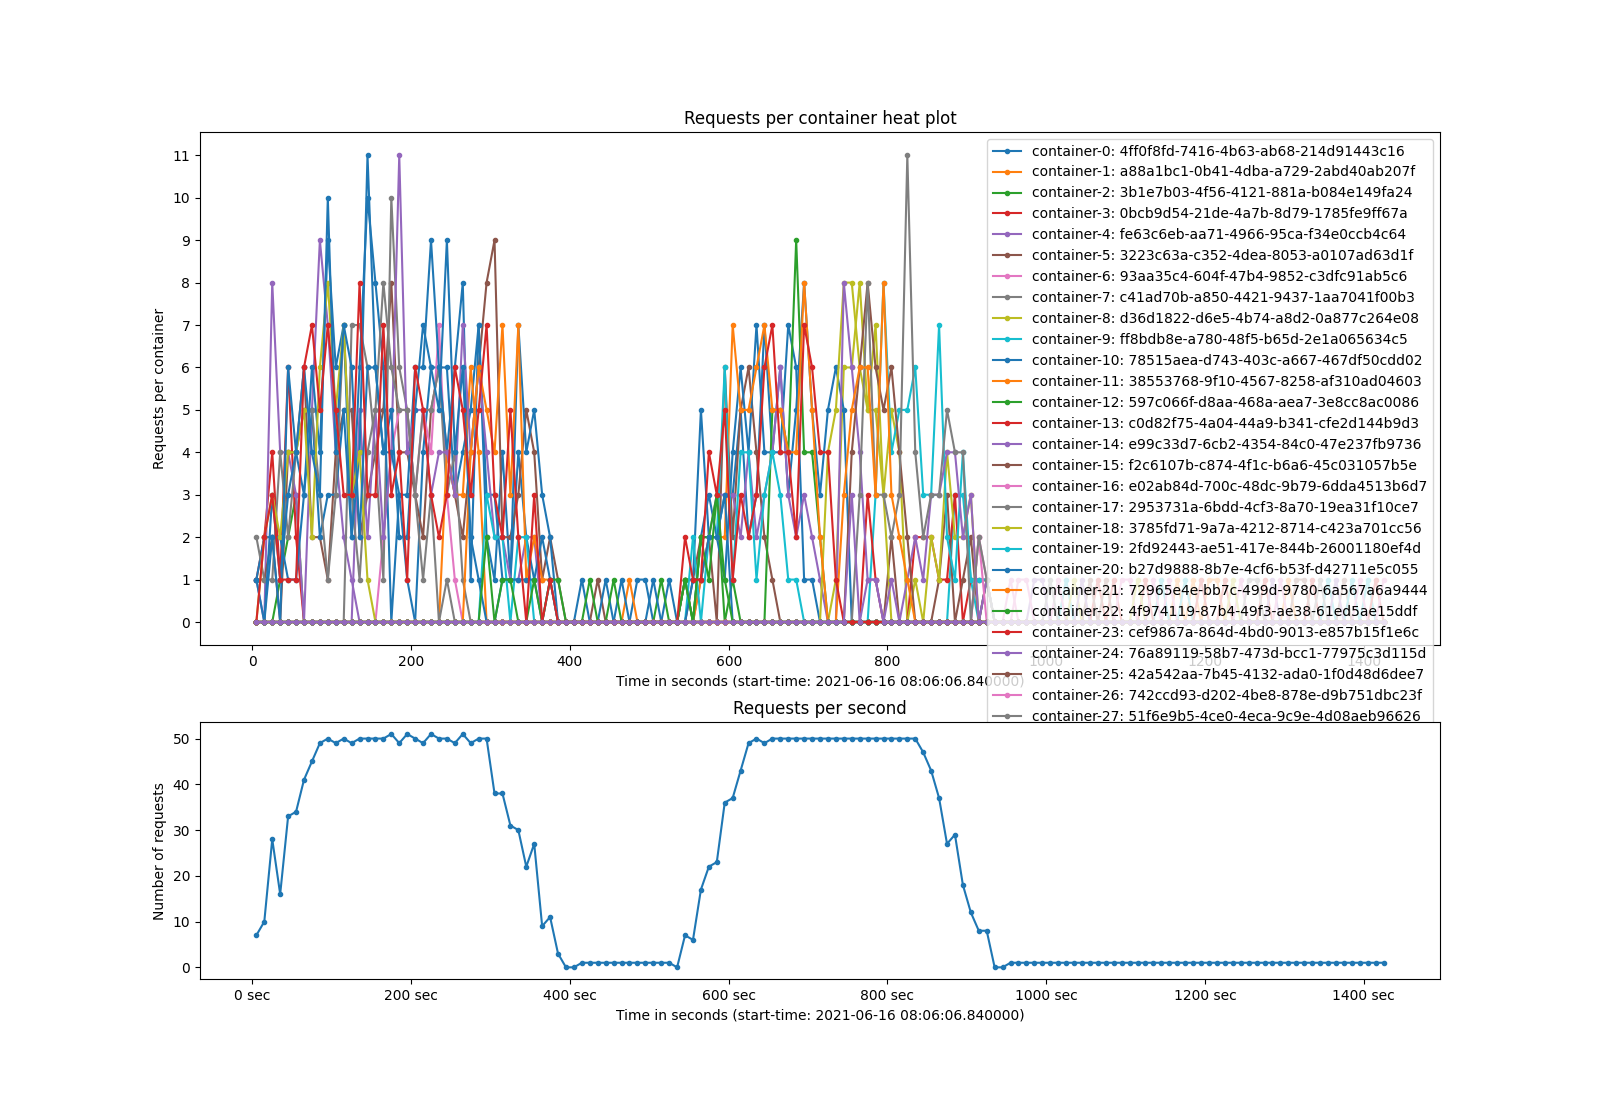 Requests per container heat plot
Requests per container
11
10
9
8
7
6
5
4
3
2
1
0
container-0: 4ff0f8fd-7416-4b63-ab68-214d91443c16
container-1: a88a1bc1-0b41-4dba-a729-2abd40ab207f
container-2: 3b1e7b03-4f56-4121-881a-b084e149fa24
container-3: 0bcb9d54-21de-4a7b-8d79-1785fe9ff67a
container-4: fe63c6eb-aa71-4966-95ca-f34e0ccb4c64
container-5: 3223c63a-c352-4dea-8053-a0107ad63d1f
container-6: 93aa35c4-604f-47b4-9852-c3dfc91ab5c6
container-7: c41ad70b-a850-4421-9437-1aa7041f00b3
container-8: d36d1822-d6e5-4b74-a8d2-0a877c264e08
container-9: ff8bdb8e-a780-48f5-b65d-2e1a065634c5
container-10: 78515aea-d743-403c-a667-467df50cdd02
container-11: 38553768-9f10-4567-8258-af310ad04603
container-12: 597c066f-d8aa-468a-aea7-3e8cc8ac0086
container-13: c0d82f75-4a04-44a9-b341-cfe2d144b9d3
container-14: e99c33d7-6cb2-4354-84c0-47e237fb9736
container-15: f2c6107b-c874-4f1c-b6a6-45c031057b5e
container-16: e02ab84d-700c-48dc-9b79-6dda4513b6d7
container-17: 2953731a-6bdd-4cf3-8a70-19ea31f10ce7
container-18: 3785fd71-9a7a-4212-8714-c423a701cc56
container-19: 2fd92443-ae51-417e-844b-26001180ef4d
container-20: b27d9888-8b7e-4cf6-b53f-d42711e5c055
container-21: 72965e4e-bb7c-499d-9780-6a567a6a9444
container-22: 4f974119-87b4-49f3-ae38-61ed5ae15ddf
container-23: cef9867a-864d-4bd0-9013-e857b15f1e6c
container-24: 76a89119-58b7-473d-bcc1-77975c3d115d
container-25: 42a542aa-7b45-4132-ada0-1f0d48d6dee7
container-26: 742ccd93-d202-4be8-878e-d9b751dbc23f
container-27: 51f6e9b5-4ce0-4eca-9c9e-4d08aeb96626
0 200 400 600 800 1000 1200 1400
Time in seconds (start-time: 2021-06-16 08:06:06.840000)
Requests per second
Number of requests
50
40
30
20
10
0
0 sec 200 sec 400 sec 600 sec 800 sec 1000 sec 1200 sec 1400 sec
Time in seconds (start-time: 2021-06-16 08:06:06.840000)